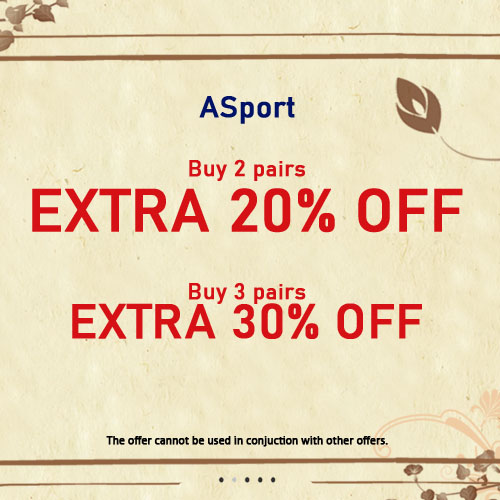 ASport
Buy 2 pairs
EXTRA 20% OFF
Buy 3 pairs
EXTRA 30% OFF
The offer cannot be used in conjuction with other offers.